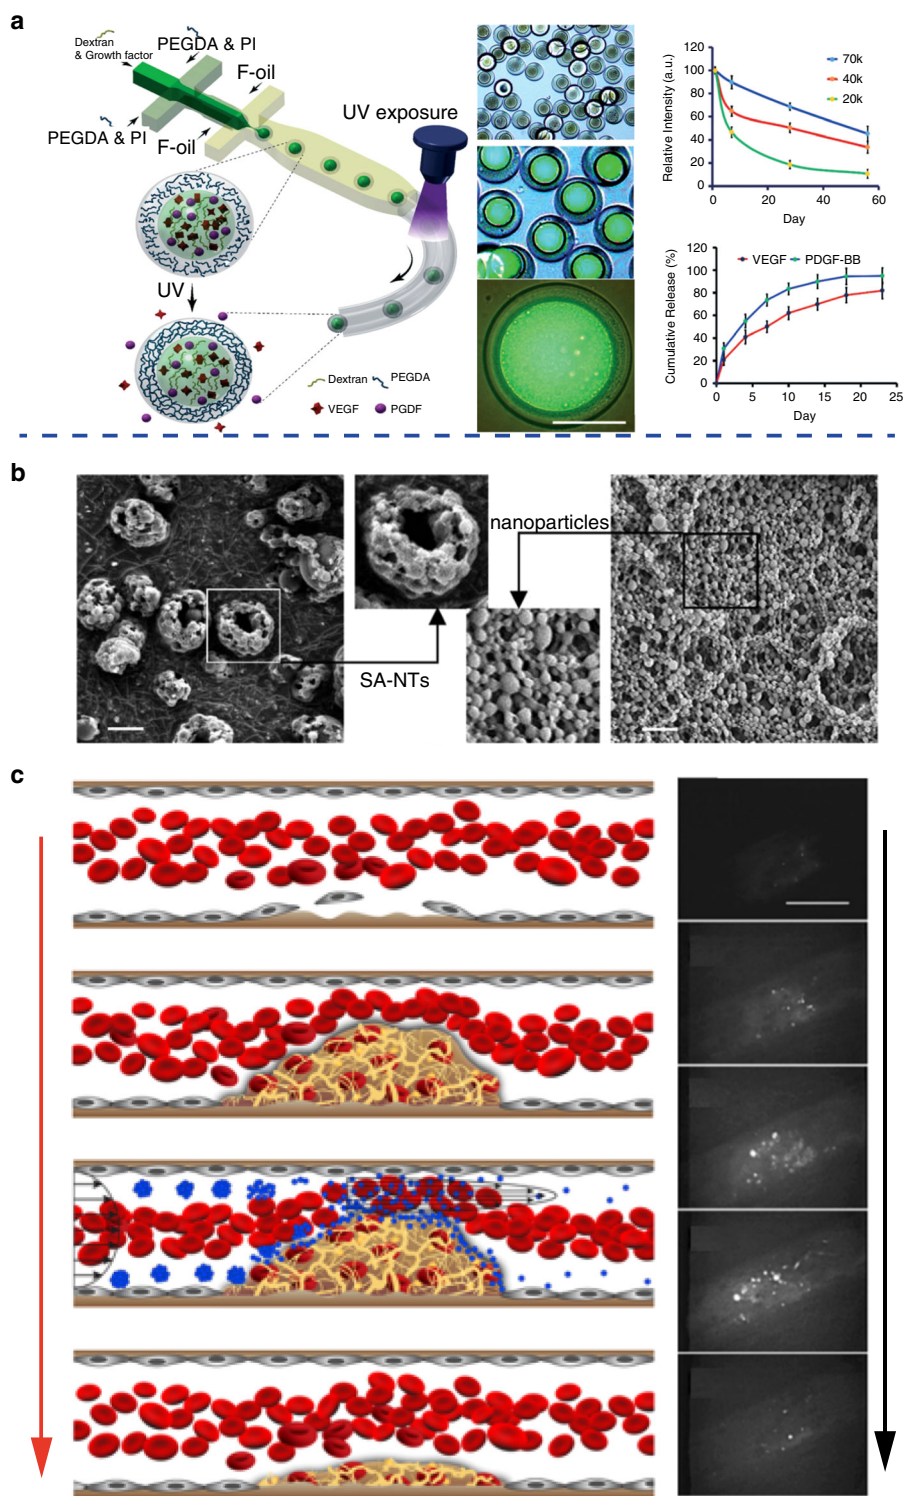 a
Dextran
& Growth factor
PEGDA & PI
F-oil
PEGDA & PI
F-oil
UV exposure
UV
Dextran
PEGDA
VEGF
PGDF
Relative Intensity (a.u.)
120
100
80
60
40
20
0
70k
40k
20k
0
20
40
60
Day
Cumulative Release (%)
120
100
80
60
40
20
0
VEGF
PDGF-BB
0
5
10
15
20
25
Day
b
nanoparticles
SA-NTs
c